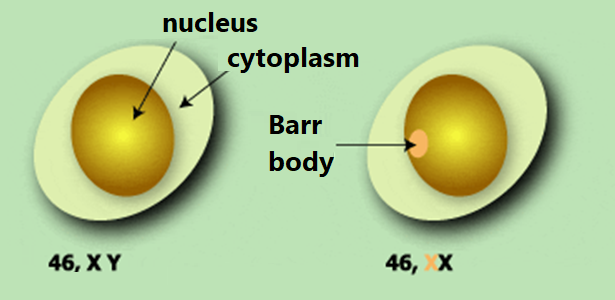 nucleus
cytoplasm
Barr
body
46, X Y
46, XX